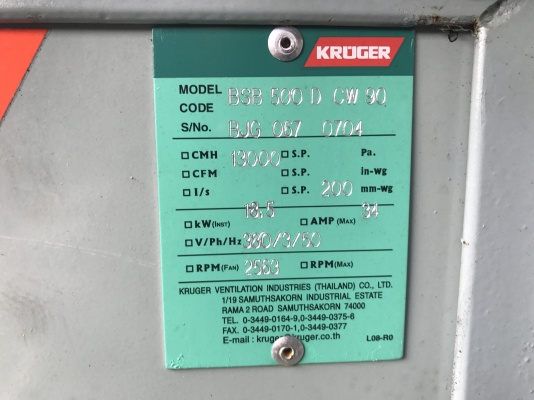 KRÜGER
MODEL BSB 500 D CW 90
CODE
S/No. BJG 067 0704
CMH 13000 S.P. Pa.
CFM S.P. in-wg
l/s S.P. 200 mm-wg
kW(INST) 18.5 AMP (MAX) 34
V/Ph/Hz 380/3/50
RPM(FAN) 2563 RPM(MAX)
KRUGER VENTILATION INDUSTRIES (THAILAND) CO., LTD.
1/19 SAMUTHSAKORN INDUSTRIAL ESTATE
RAMA 2 ROAD SAMUTHSAKORN 74000
TEL. 0-3449-0164-9,0-3449-0375-6
FAX. 0-3449-0170-1,0-3449-0377
E-mail : kruger@kruger.co.th L08-R0